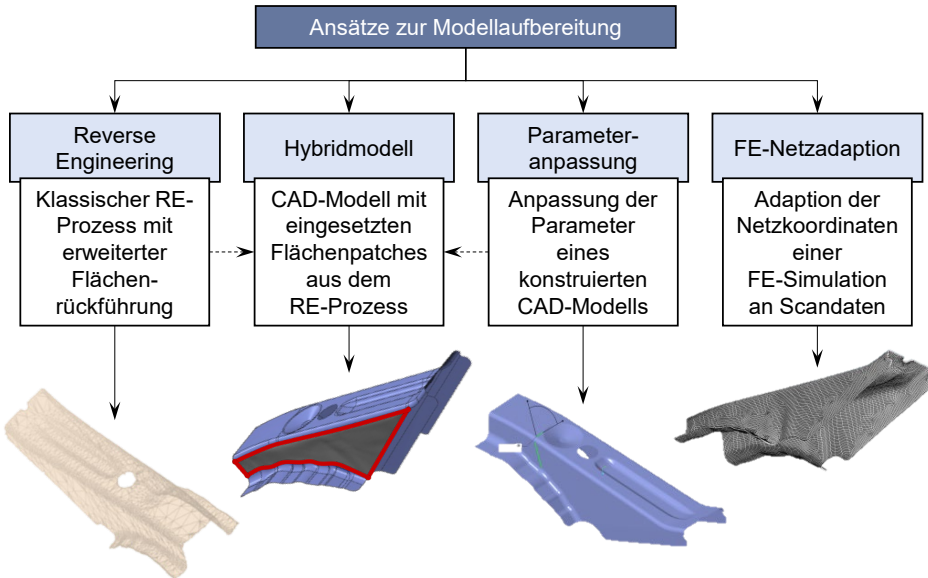 Ansätze zur Modellaufbereitung
Reverse
Engineering
Klassischer RE-
Prozess mit
erweiterter
Flächen-
rückführung
Hybridmodell
CAD-Modell mit
eingesetzten
Flächenpatches
aus dem
RE-Prozess
Parameter-
anpassung
Anpassung der
Parameter
eines
konstruierten
CAD-Modells
FE-Netzadaption
Adaption der
Netzkoordinaten
einer
FE-Simulation
an Scandaten